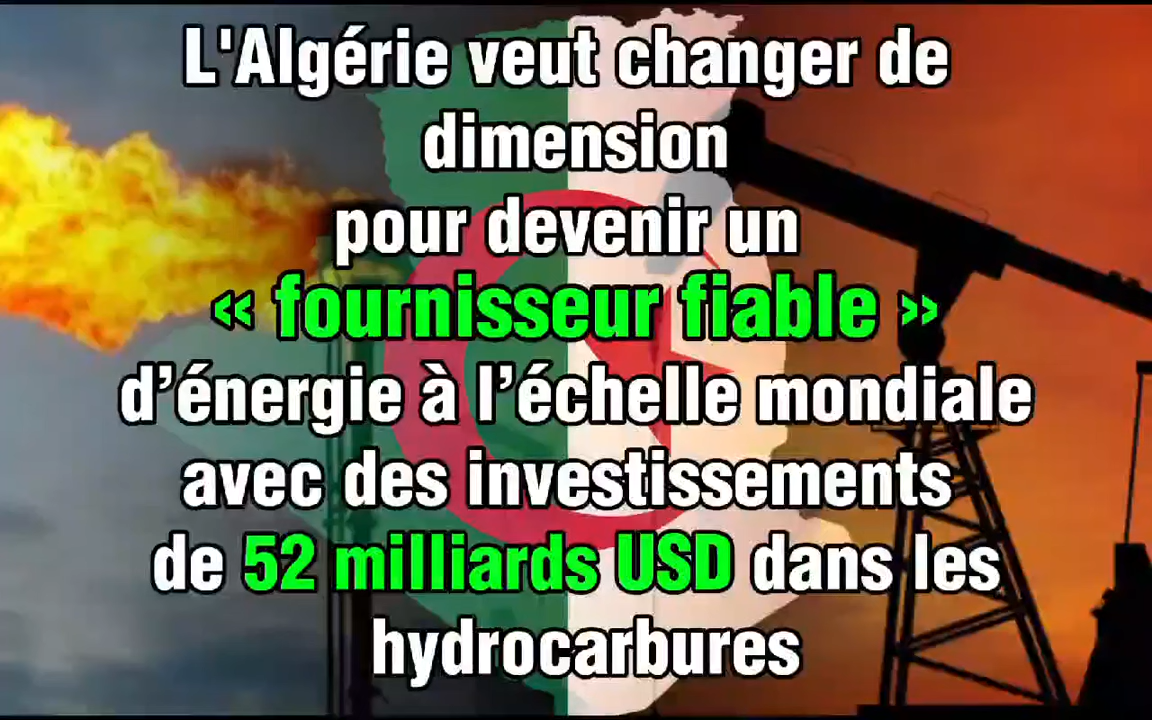 L'Algérie veut changer de
dimension
pour devenir un
« fournisseur fiable »
d’énergie à l’échelle mondiale
avec des investissements
de 52 milliards USD dans les
hydrocarbures